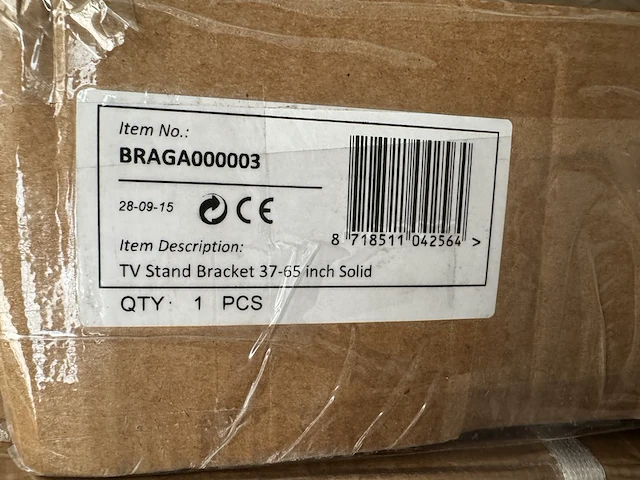 Item No.:
BRAGA000003
28-09-15 CE
Item Description:
TV Stand Bracket 37-65 inch Solid
QTY: 1 PCS
8 718511 042564 >